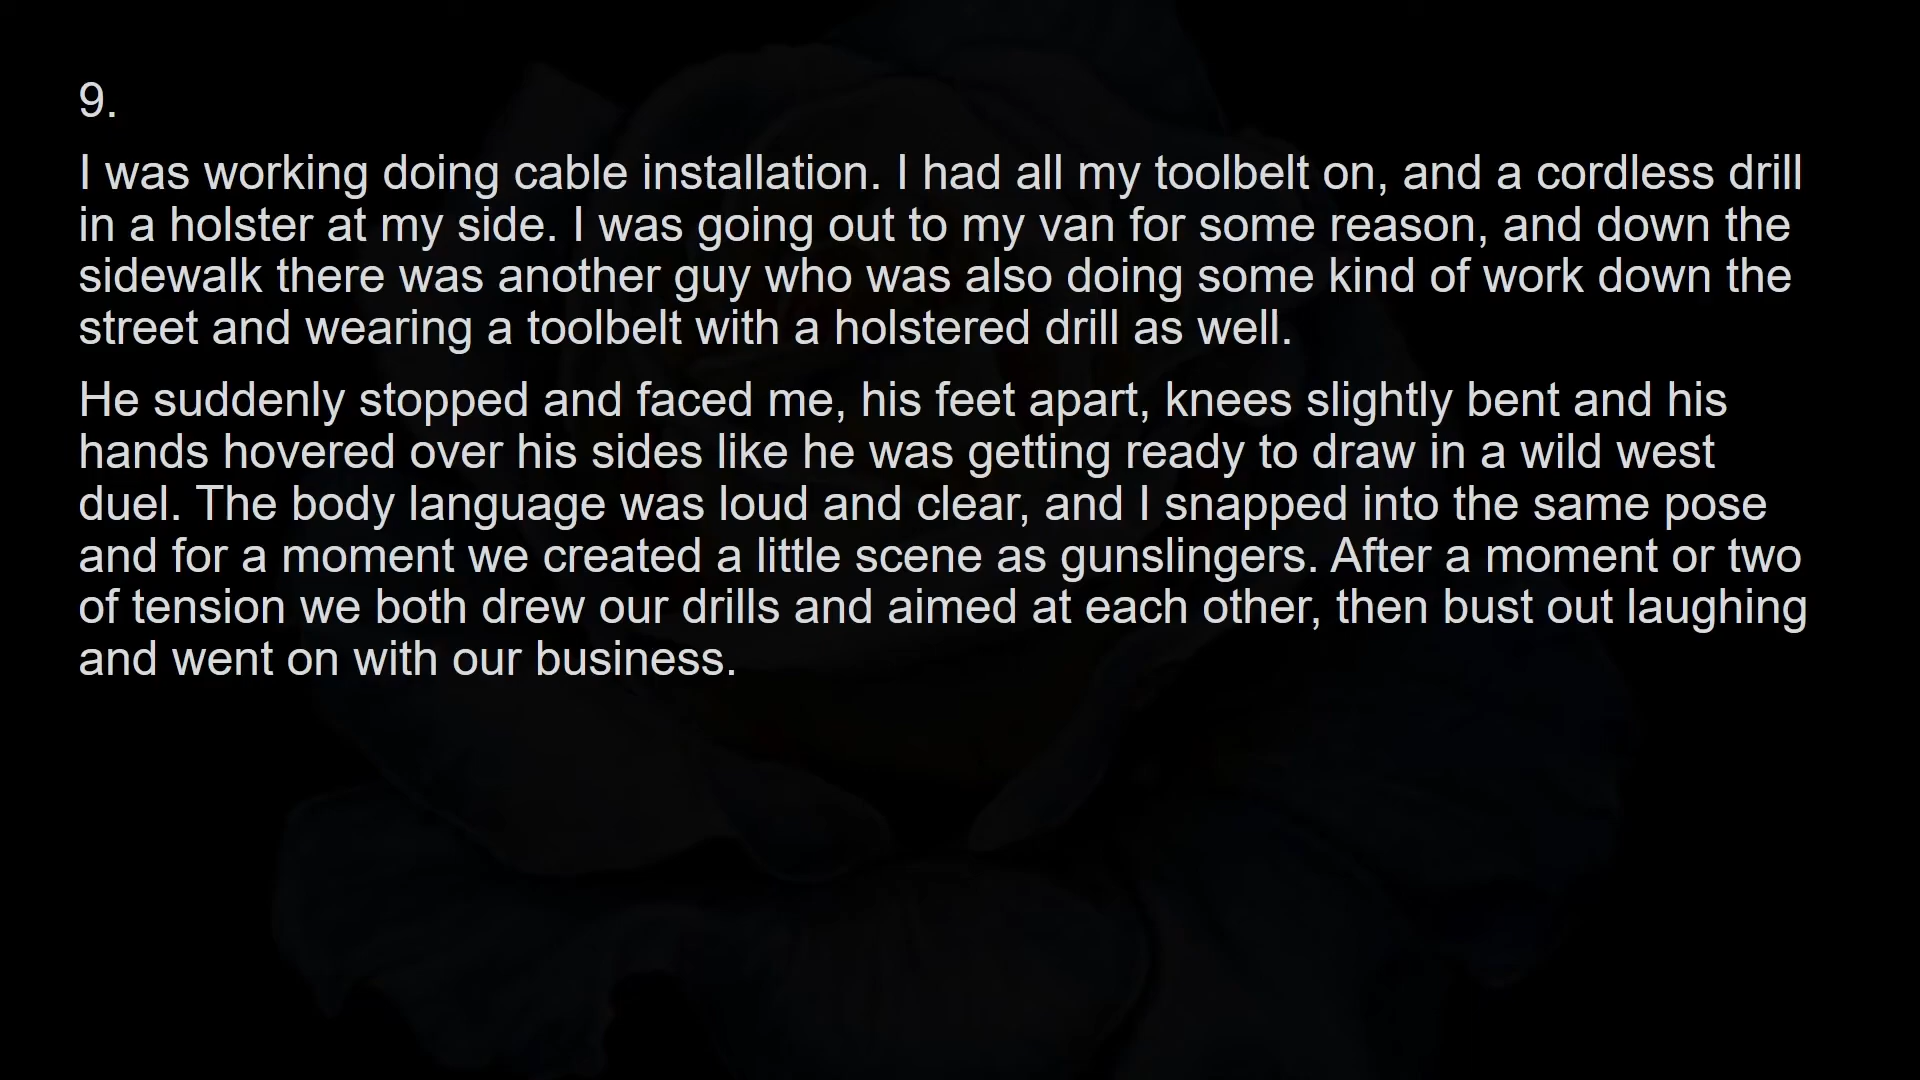 9.
I was working doing cable installation. I had all my toolbelt on, and a cordless drill
in a holster at my side. I was going out to my van for some reason, and down the
sidewalk there was another guy who was also doing some kind of work down the
street and wearing a toolbelt with a holstered drill as well.
He suddenly stopped and faced me, his feet apart, knees slightly bent and his
hands hovered over his sides like he was getting ready to draw in a wild west
duel. The body language was loud and clear, and I snapped into the same pose
and for a moment we created a little scene as gunslingers. After a moment or two
of tension we both drew our drills and aimed at each other, then bust out laughing
and went on with our business.